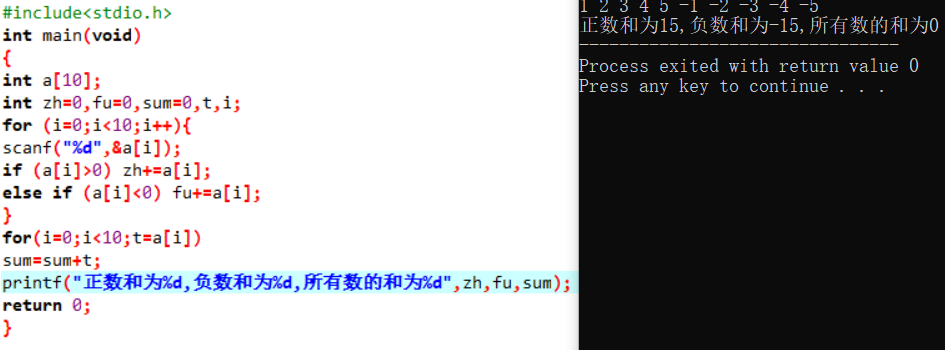 #include<stdio.h>
int main(void)
{
int a[10];
int zh=0,fu=0,sum=0,t,i;
for (i=0;i<10;i++){
scanf("%d",&a[i]);
if (a[i]>0) zh+=a[i];
else if (a[i]<0) fu+=a[i];
}
for(i=0;i<10;t=a[i])
sum=sum+t;
printf("正数和为%d,负数和为%d,所有数的和为%d",zh,fu,sum);
return 0;
}
1 2 3 4 5 -1 -2 -3 -4 -5
正数和为15,负数和为-15,所有数的和为0
--------------------------------
Process exited with return value 0
Press any key to continue . . .